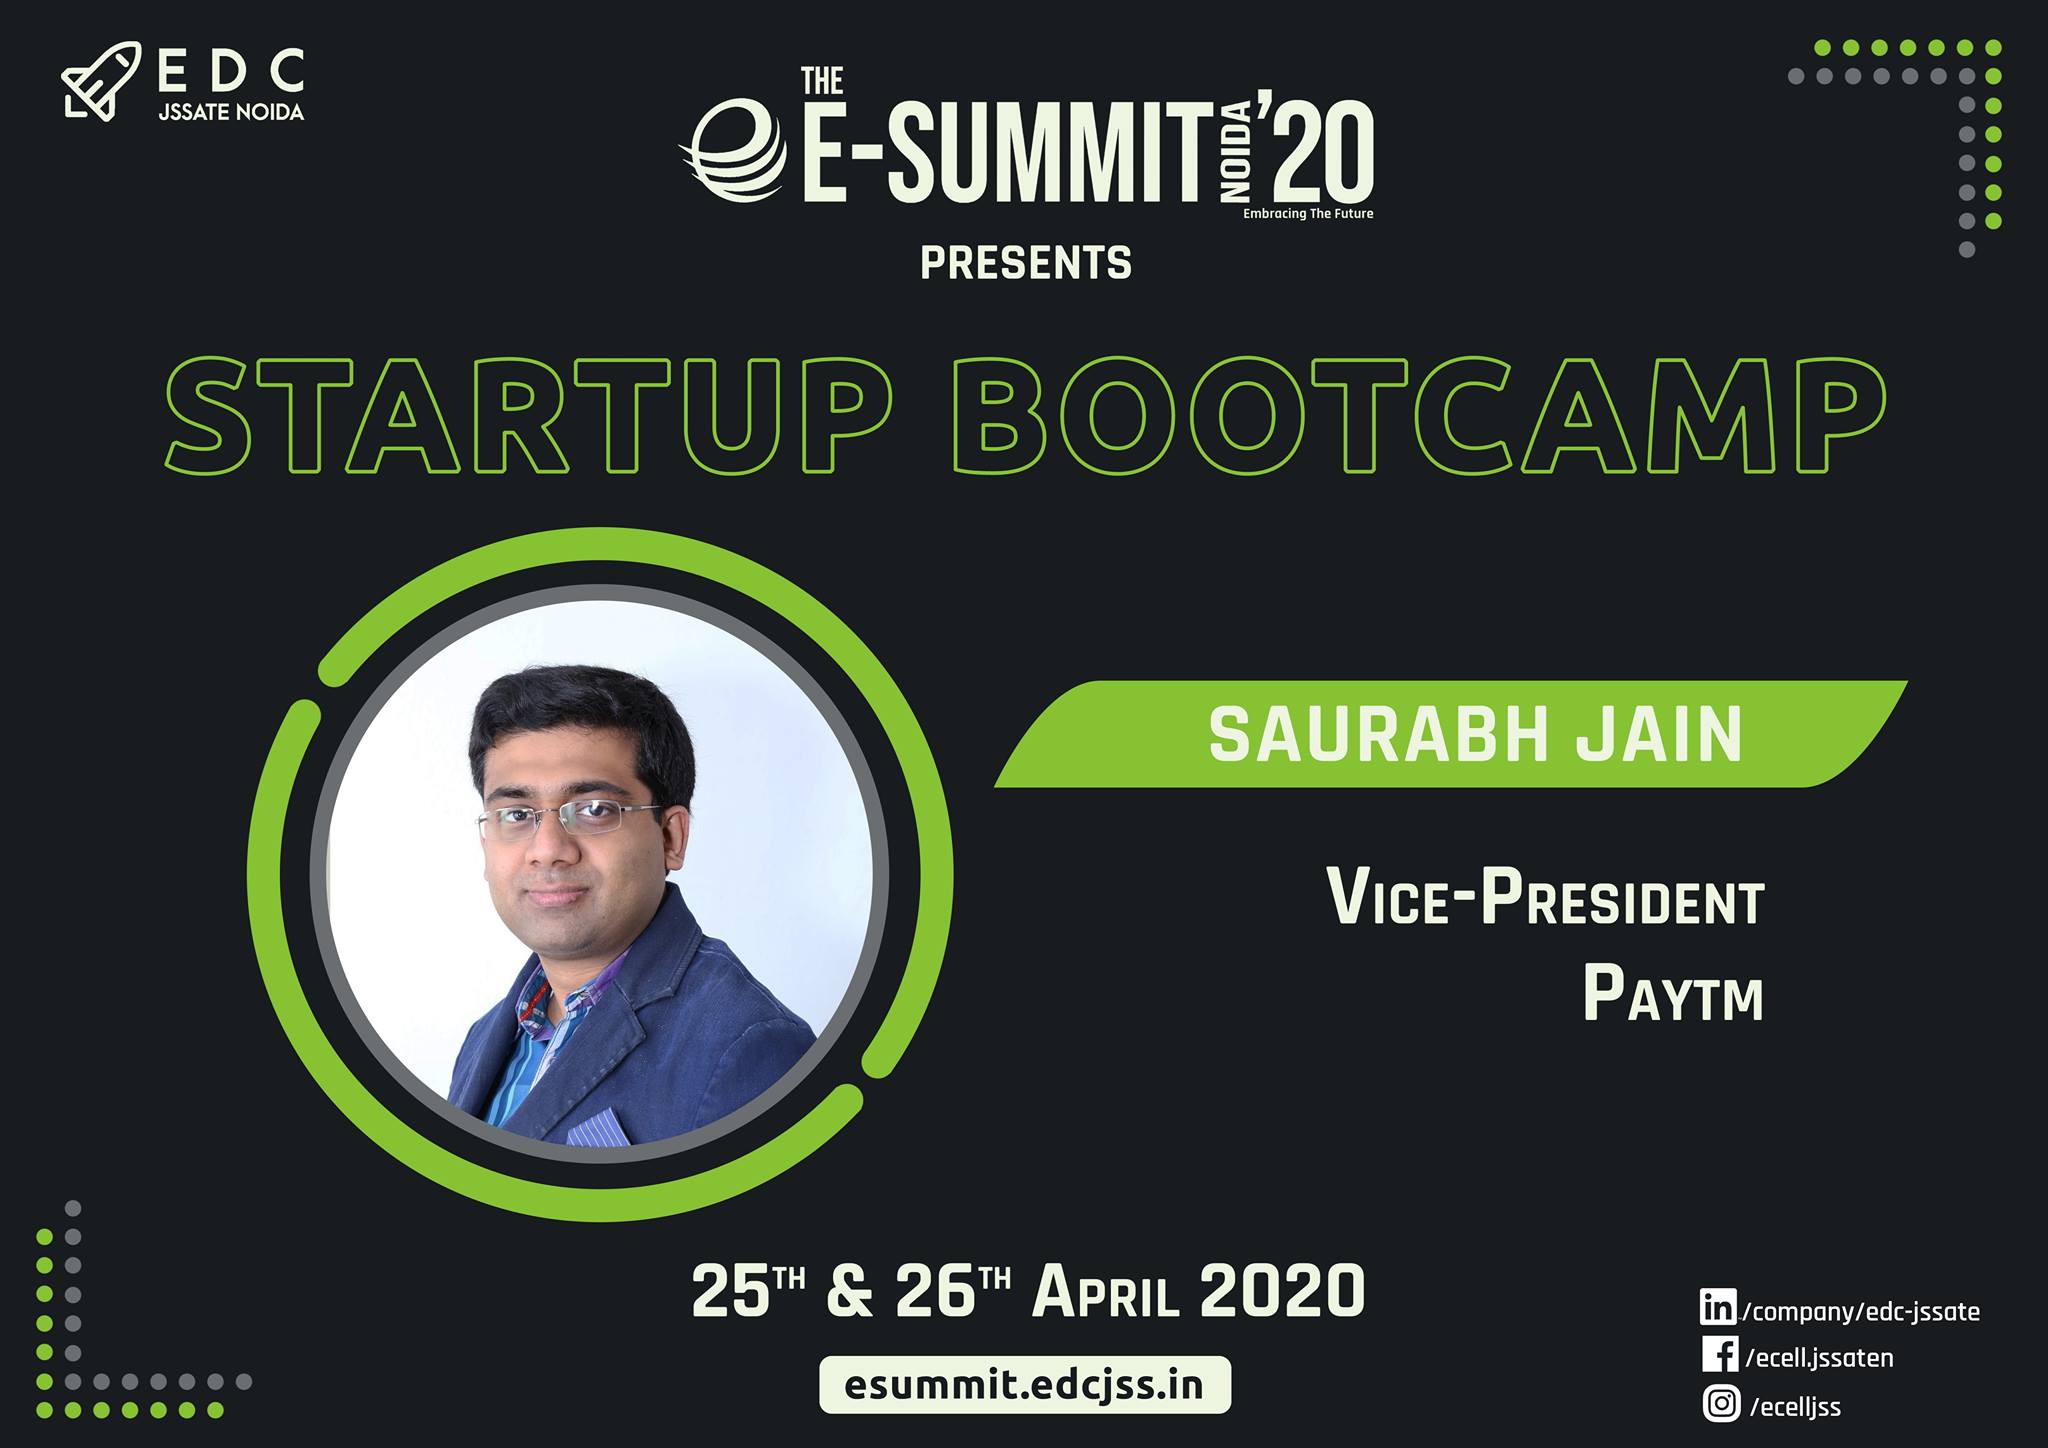 EDC
JSSATE NOIDA
THE
E-SUMMIT NOIDA '20
Embracing The Future
PRESENTS
STARTUP BOOTCAMP
SAURABH JAIN
VICE-PRESIDENT
PAYTM
25TH & 26TH APRIL 2020
esummit.edcjss.in
in /company/edc-jssate
f /ecell.jssaten
/ecelljss